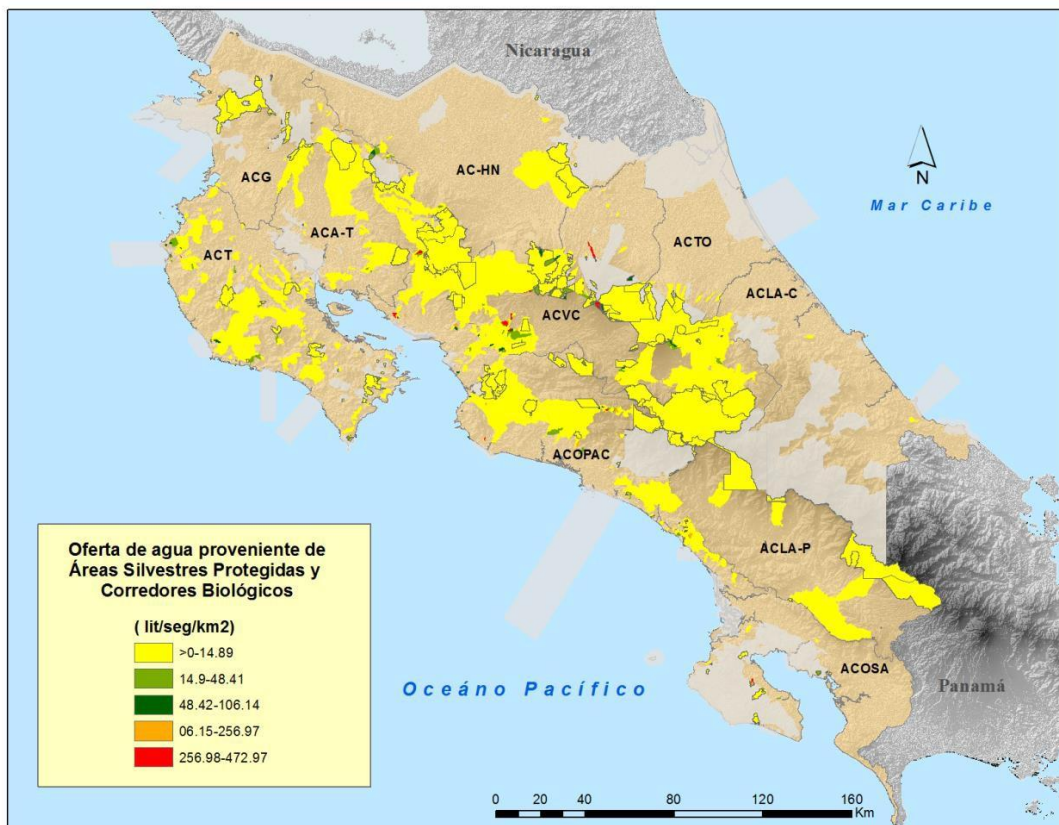 Nicaragua
N
Mar Caribe
ACG
AC-HN
ACA-T
ACT
ACTO
ACLA-C
ACVC
ACOPAC
ACLA-P
ACOSA
Panamá
Océano Pacífico
Oferta de agua proveniente de
Áreas Silvestres Protegidas y
Corredores Biológicos
( lit/seg/km2)
>0-14.89
14.9-48.41
48.42-106.14
06.15-256.97
256.98-472.97
0 20 40 80 120 160
Km